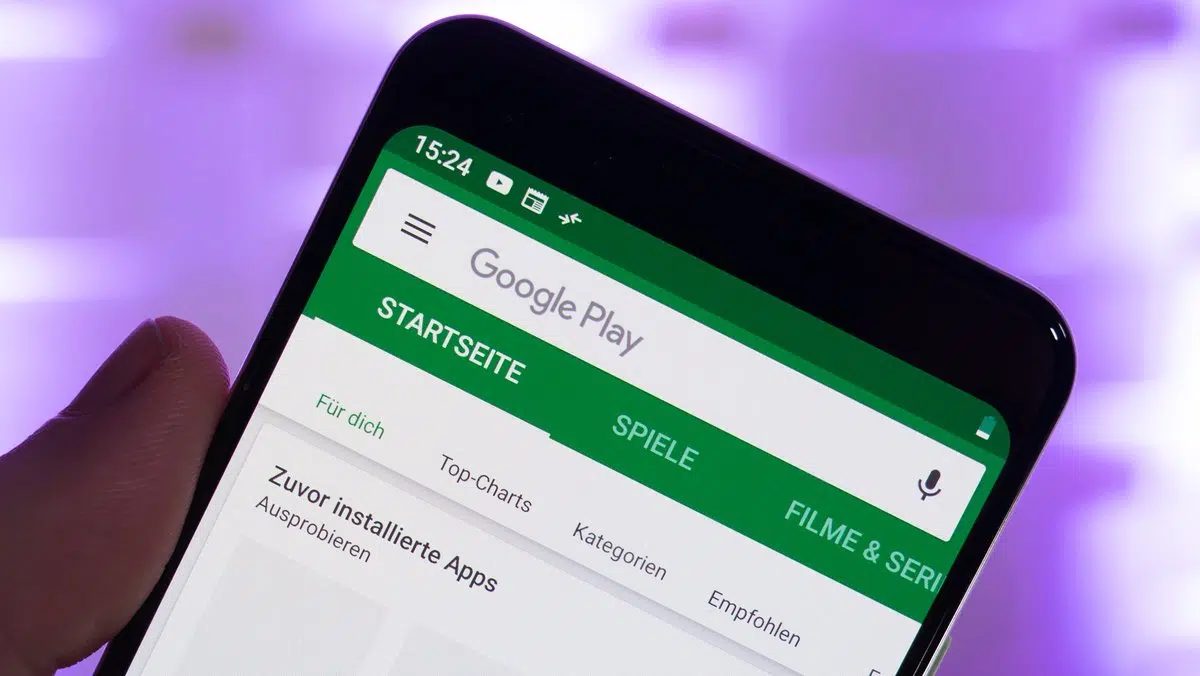 15:24
Google Play
STARTSEITE
SPIELE
FILME & SERI
Für dich
Top-Charts
Kategorien
Empfohlen
Zuvor installierte Apps
Ausprobieren